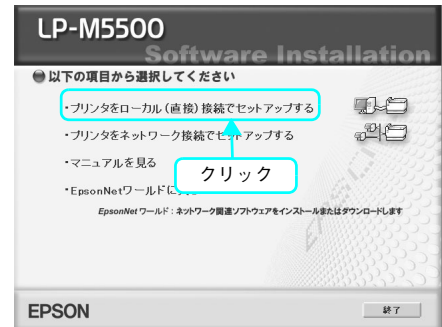 LP-M5500
Software Installation
以下の項目から選択してください
・プリンタをローカル(直接)接続でセットアップする
・プリンタをネットワーク接続でセットアップする
・マニュアルを見る
クリック
・EpsonNetワールドに
EpsonNet ワールド：ネットワーク関連ソフトウェアをインストールまたはダウンロードします
EPSON
終了